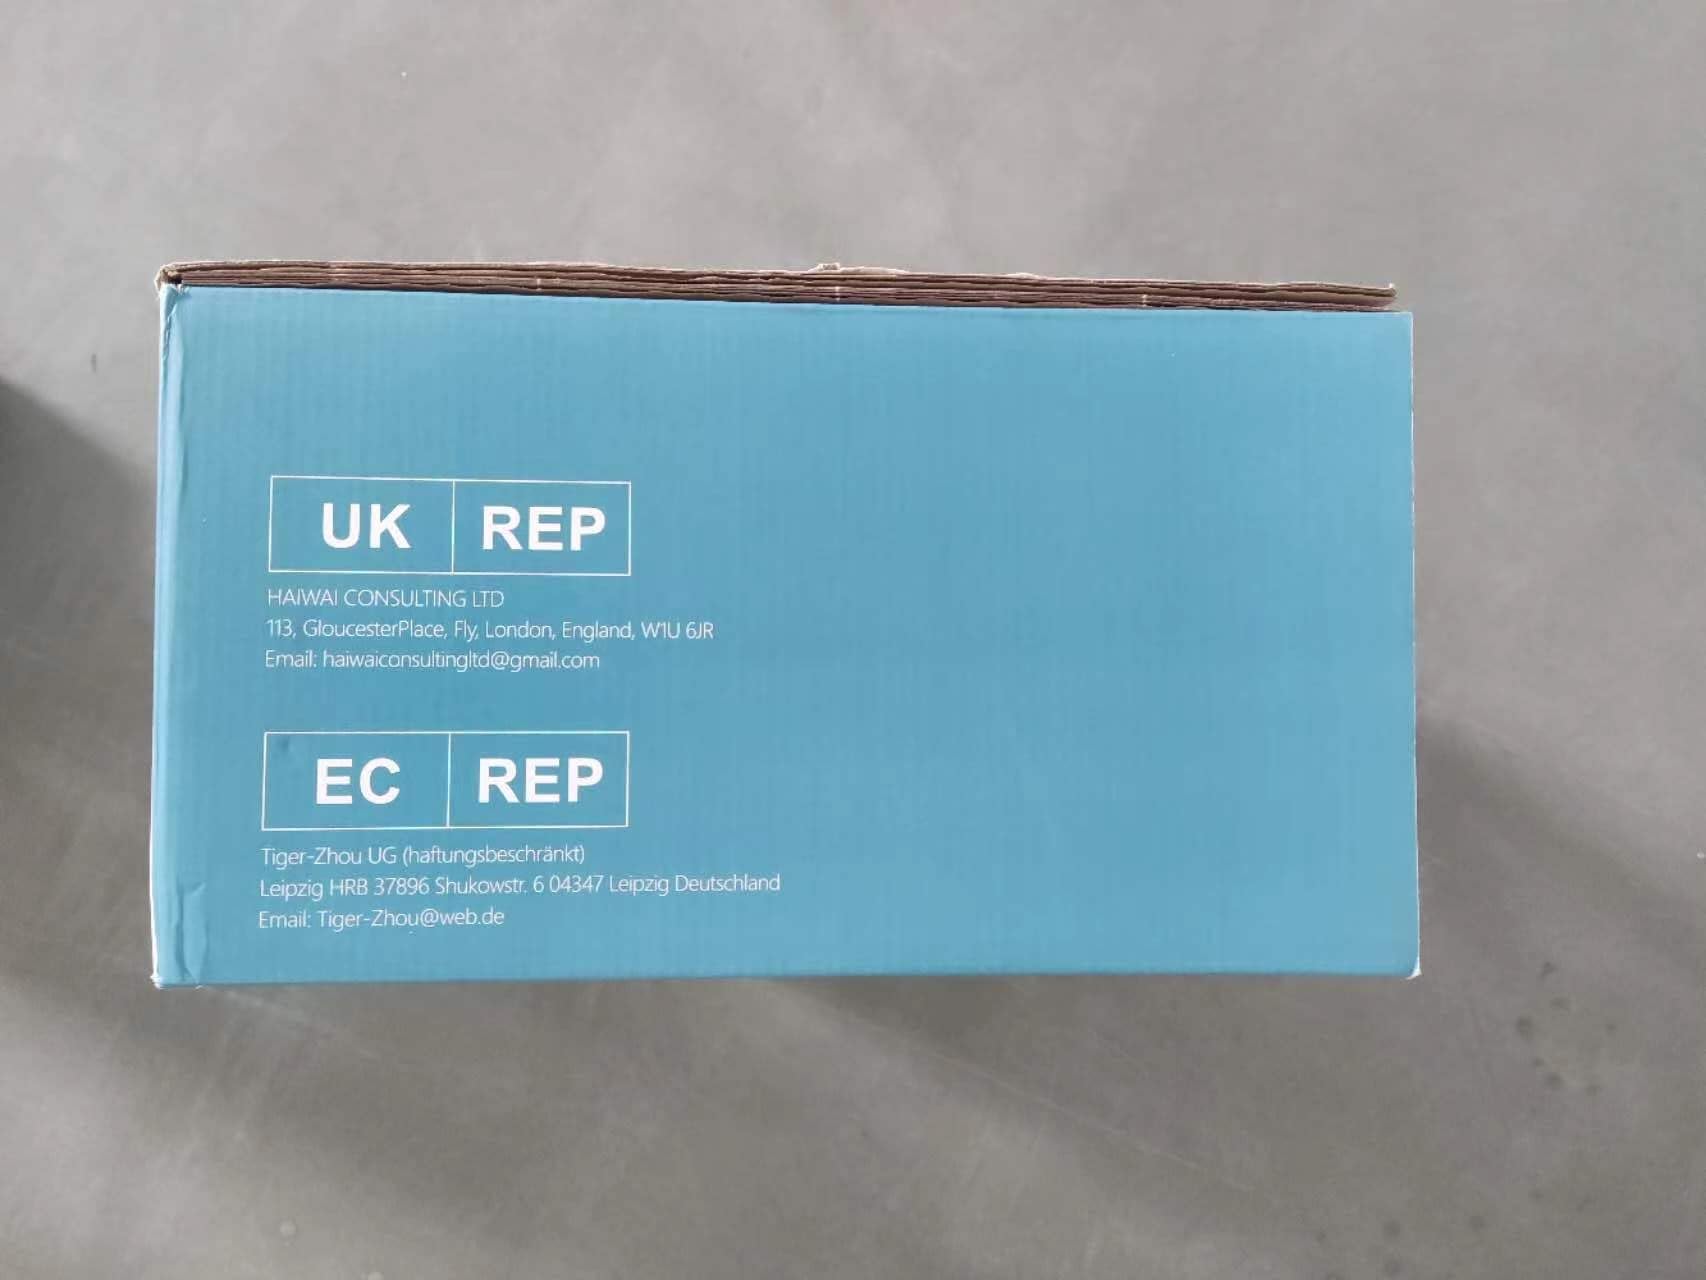 UK REP
HAIWAI CONSULTING LTD
113, GloucesterPlace, Fly, London, England, W1U 6JR
Email: haiwaiconsultingltd@gmail.com
EC REP
Tiger-Zhou UG (haftungsbeschränkt)
Leipzig HRB 37896 Shukowstr. 6 04347 Leipzig Deutschland
Email: Tiger-Zhou@web.de